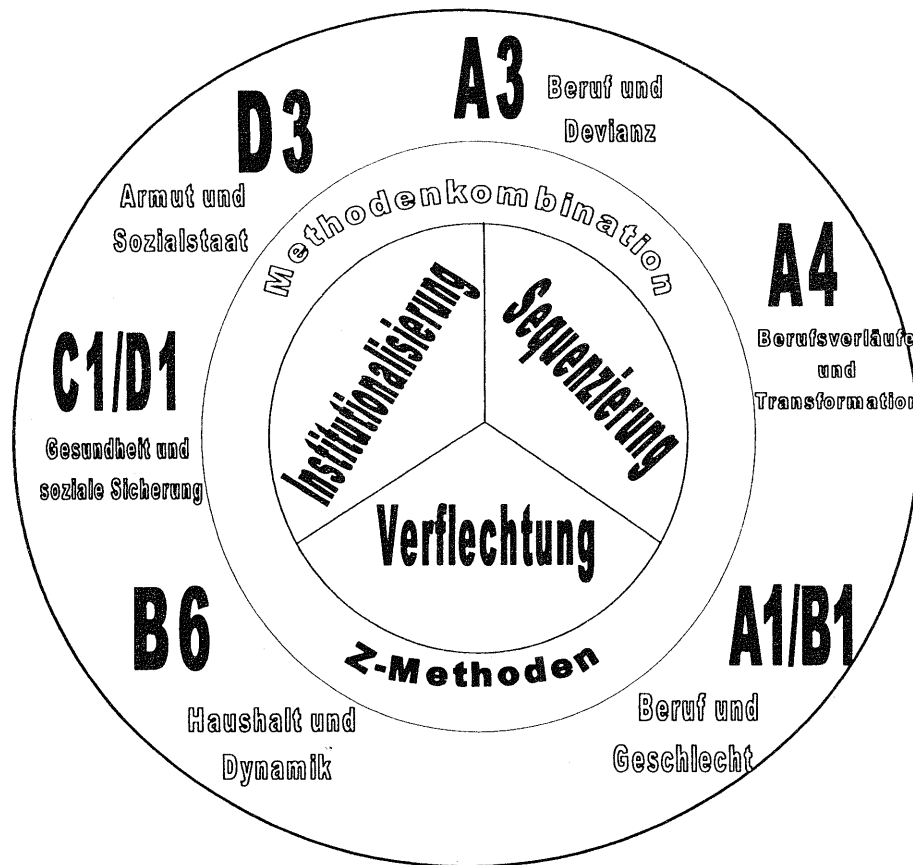 A3
Beruf und
Devianz
D3
Armut und
Sozialstaat
Methodenkombination
A4
Berufsverläufe
und
Transformation
C1/D1
Gesundheit und
soziale Sicherung
Institutionalisierung
Sequenzierung
Verflechtung
B6
Haushalt und
Dynamik
Z-Methoden
A1/B1
Beruf und
Geschlecht